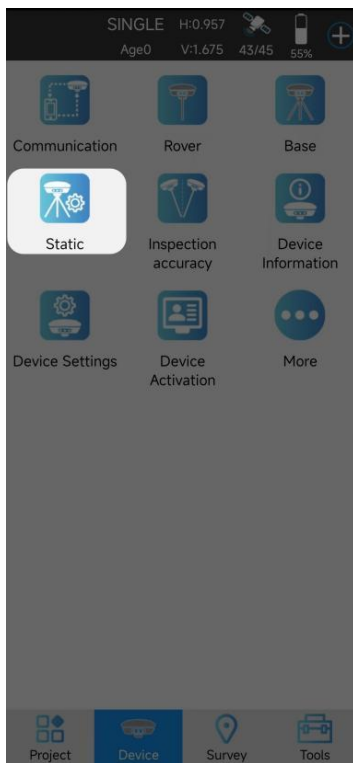 SINGLE H:0.957
Age0 V:1.675 43/45 55%
Communication Rover Base
Static Inspection accuracy Device Information
Device Settings Device Activation More
Project Device Survey Tools